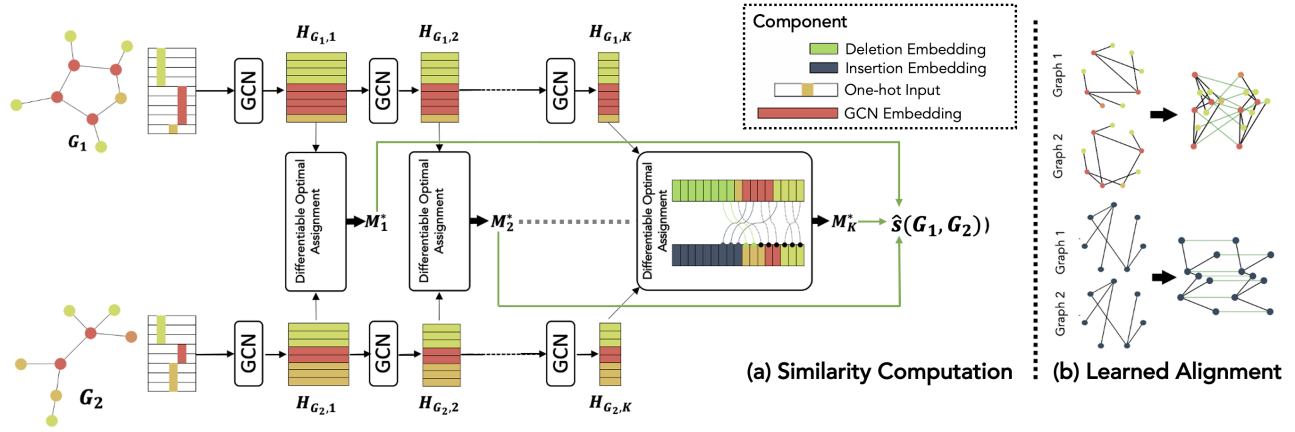 H_{G_1,1}
H_{G_1,2}
H_{G_1,K}
G_1
GCN
GCN
GCN
Component
Deletion Embedding
Insertion Embedding
One-hot Input
GCN Embedding
Differentiable Optimal
Assignment
M_1^*
Differentiable Optimal
Assignment
M_2^*
Differentiable Optimal
Assignment
M_K^*
ŝ(G_1, G_2))
G_2
GCN
GCN
GCN
H_{G_2,1}
H_{G_2,2}
H_{G_2,K}
(a) Similarity Computation
Graph 1
Graph 2
Graph 1
Graph 2
(b) Learned Alignment